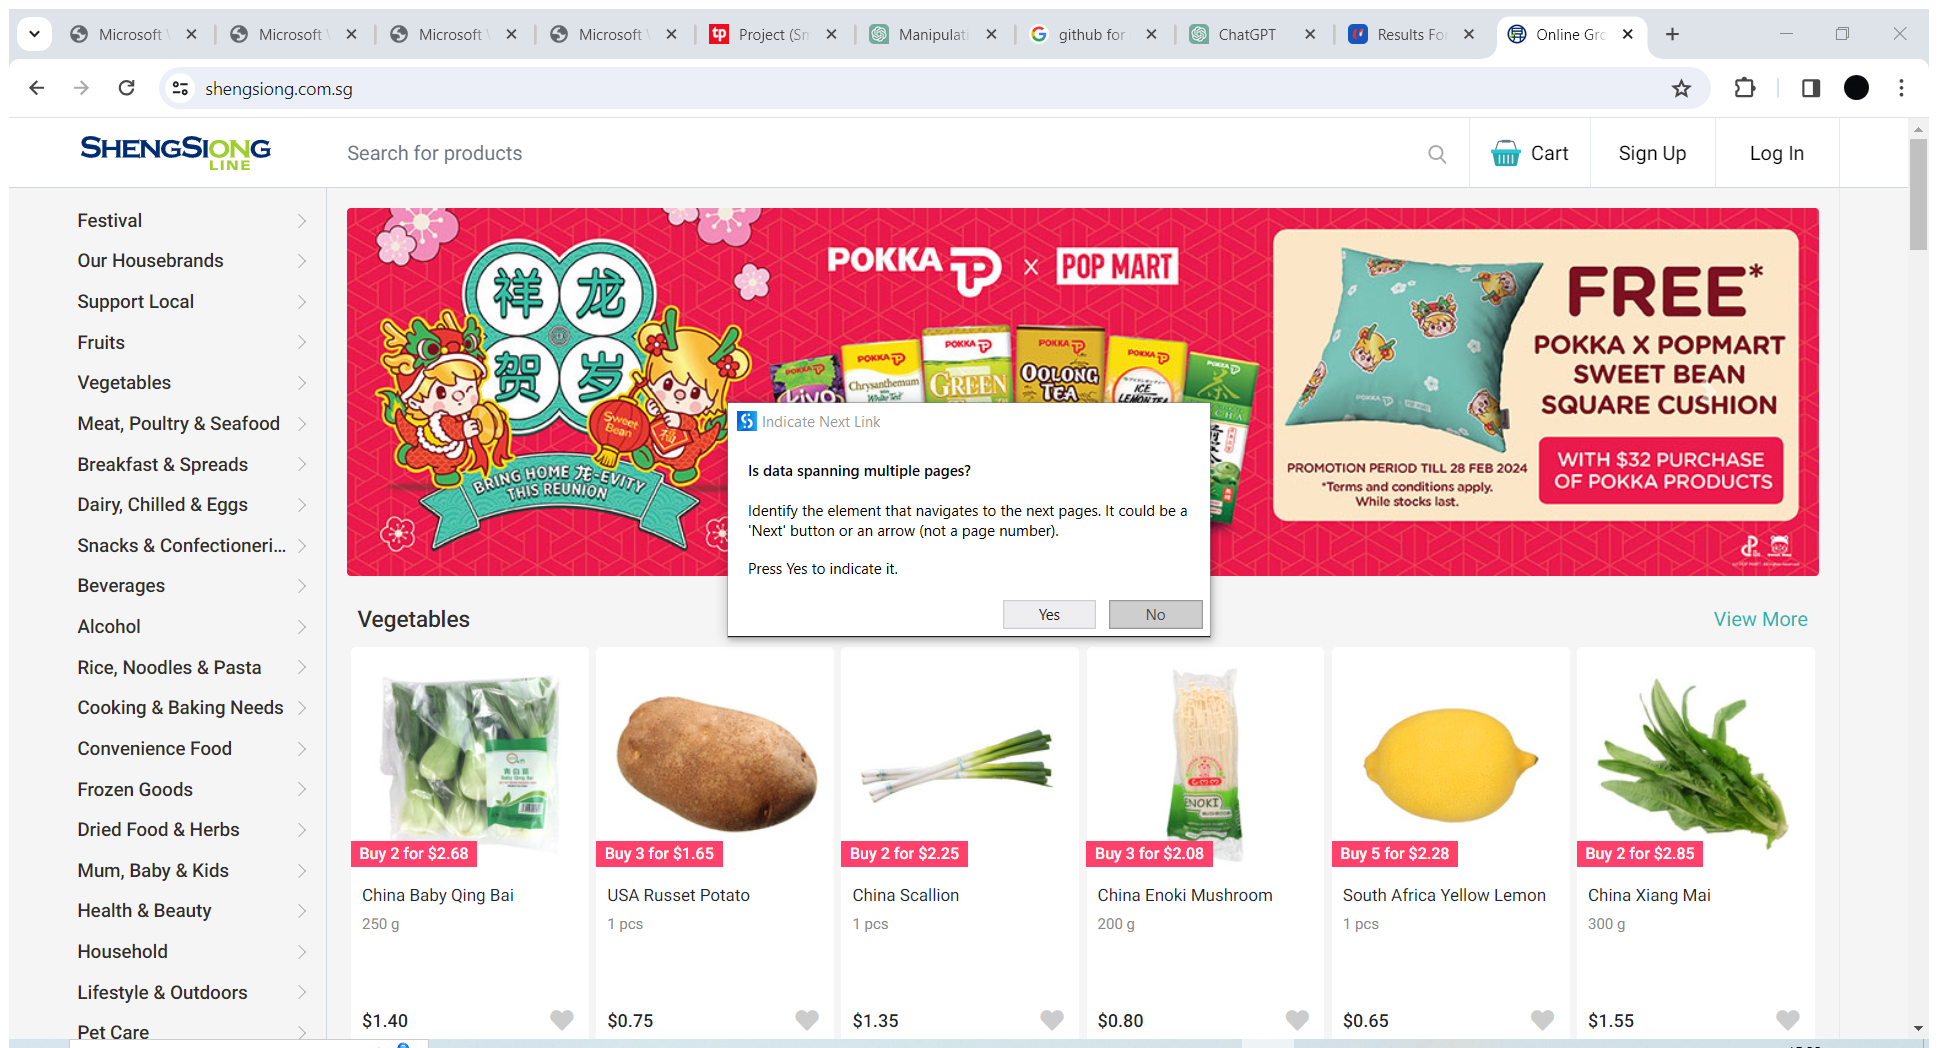 Microsoft
Microsoft
Microsoft
Microsoft
Project (Sm
Manipulati
github for
ChatGPT
Results For
Online Gro
shengsiong.com.sg
SHENGSIONG
LINE
Search for products
Cart
Sign Up
Log In
Festival
Our Housebrands
Support Local
Fruits
Vegetables
Meat, Poultry & Seafood
Breakfast & Spreads
Dairy, Chilled & Eggs
Snacks & Confectioneri...
Beverages
Alcohol
Rice, Noodles & Pasta
Cooking & Baking Needs
Convenience Food
Frozen Goods
Dried Food & Herbs
Mum, Baby & Kids
Health & Beauty
Household
Lifestyle & Outdoors
Pet Care
祥龙
贺岁
Sweet
Bean
BRING HOME 龙-EVITY
THIS REUNION
POKKA X POP MART
POKKA
POKKA
Chrysanthemum
White Tea
POKKA
GREEN
POKKA
OOLONG
TEA
POKKA
ICE
LEMON TEA
FREE*
POKKA X POPMART
SWEET BEAN
SQUARE CUSHION
PROMOTION PERIOD TILL 28 FEB 2024
*Terms and conditions apply.
While stocks last.
WITH $32 PURCHASE
OF POKKA PRODUCTS
Indicate Next Link
Is data spanning multiple pages?
Identify the element that navigates to the next pages. It could be a
'Next' button or an arrow (not a page number).
Press Yes to indicate it.
Yes
No
Vegetables
View More
Buy 2 for $2.68
China Baby Qing Bai
250 g
$1.40
Buy 3 for $1.65
USA Russet Potato
1 pcs
$0.75
Buy 2 for $2.25
China Scallion
1 pcs
$1.35
ENOKI
MUSHROOM
Buy 3 for $2.08
China Enoki Mushroom
200 g
$0.80
Buy 5 for $2.28
South Africa Yellow Lemon
1 pcs
$0.65
Buy 2 for $2.85
China Xiang Mai
300 g
$1.55